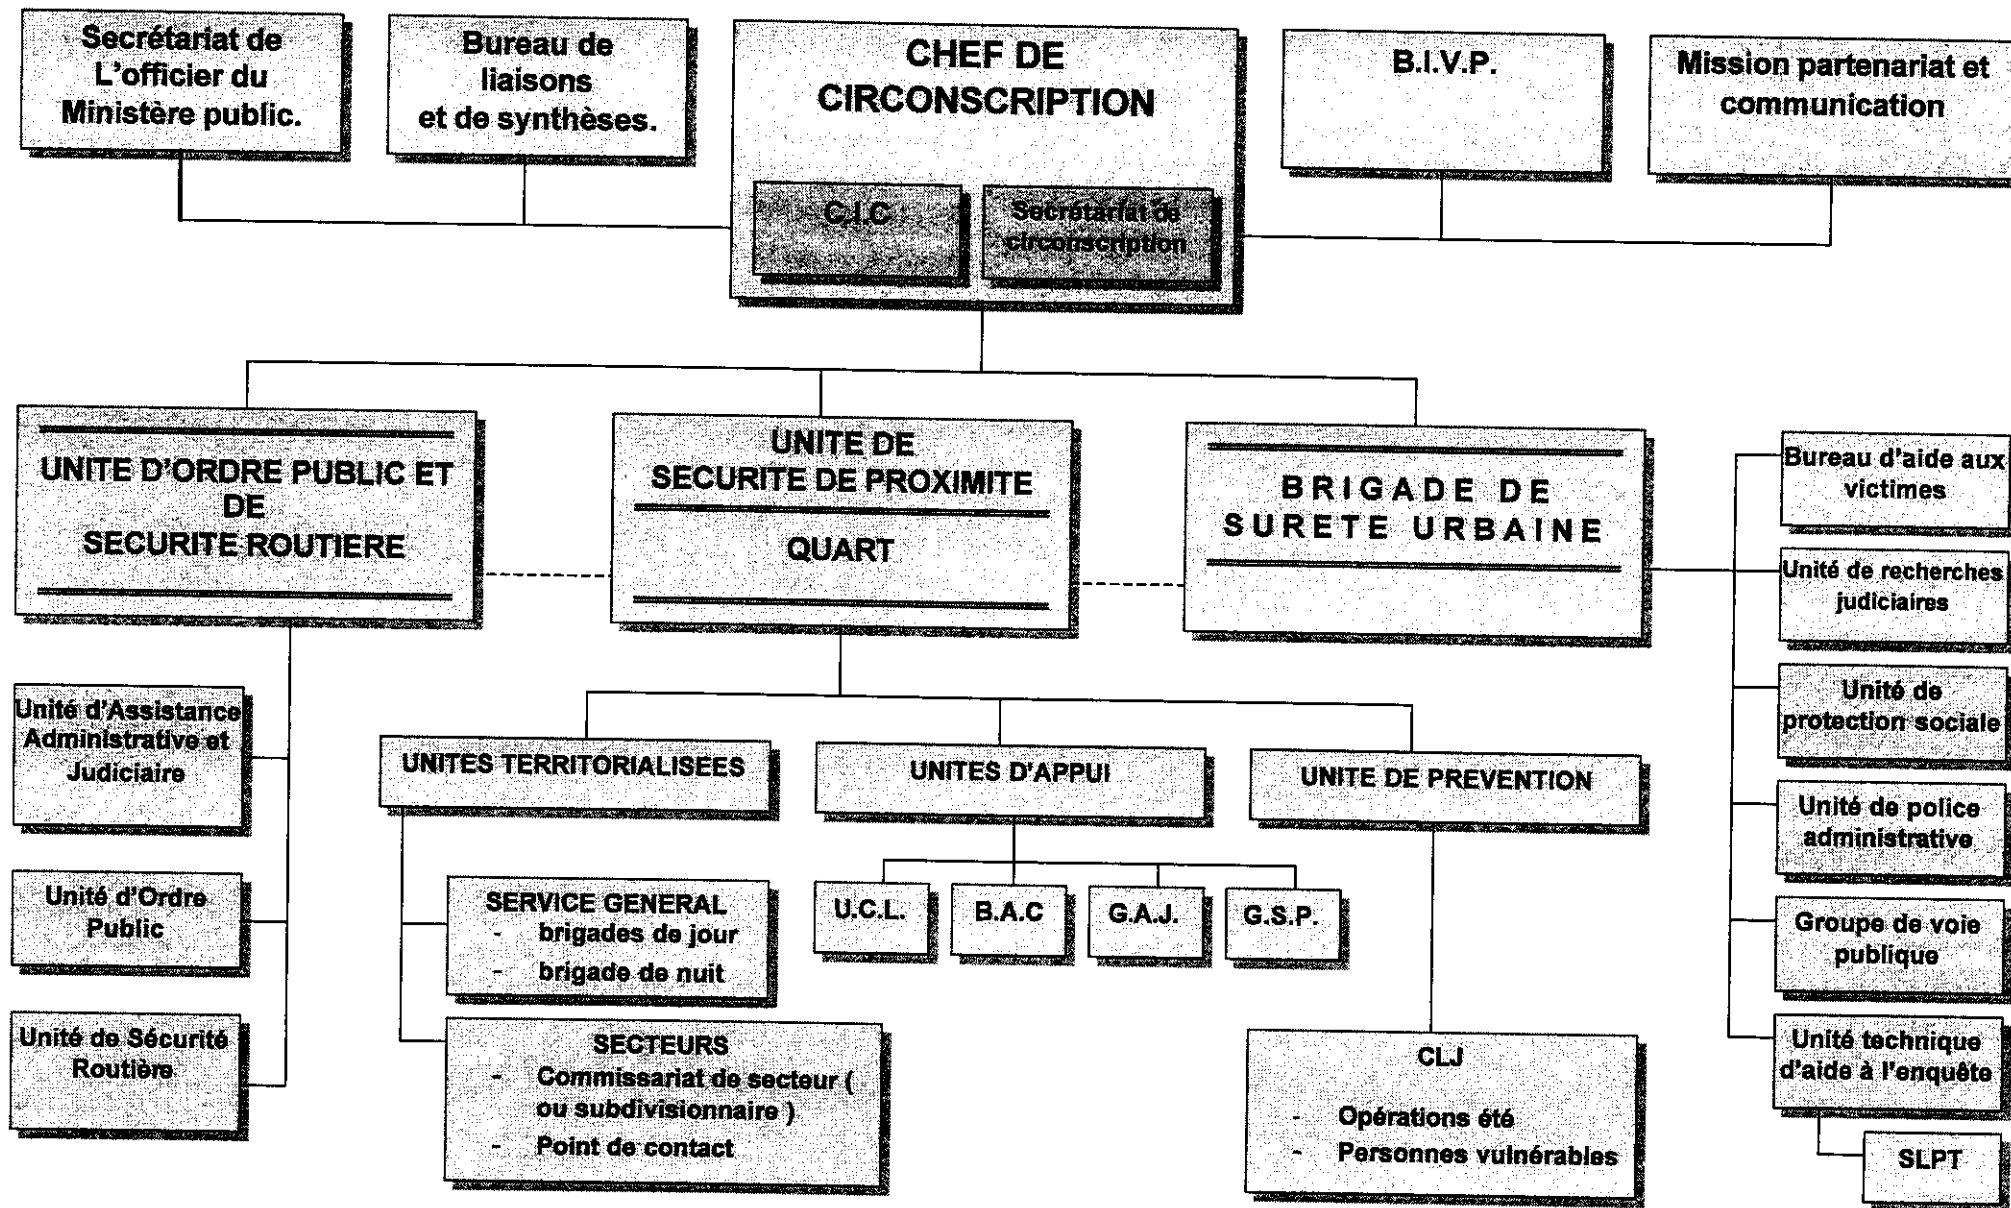 Secrétariat de
L'officier du
Ministère public.
Bureau de
liaisons
et de synthèses.
CHEF DE
CIRCONSCRIPTION
C.I.C
Secrétariat de
circonscription
B.I.V.P.
Mission partenariat et
communication
UNITE D'ORDRE PUBLIC ET
DE
SECURITE ROUTIERE
UNITE DE
SECURITE DE PROXIMITE
QUART
BRIGADE DE
SURETE URBAINE
Bureau d'aide aux
victimes
Unité de recherches
judiciaires
Unité de
protection sociale
Unité de police
administrative
Groupe de voie
publique
Unité technique
d'aide à l'enquête
SLPT
Unité d'Assistance
Administrative et
Judiciaire
Unité d'Ordre
Public
Unité de Sécurité
Routière
UNITES TERRITORIALISEES
UNITES D'APPUI
UNITE DE PREVENTION
SERVICE GENERAL
- brigades de jour
- brigade de nuit
SECTEURS
- Commissariat de secteur (
ou subdivisionnaire )
- Point de contact
U.C.L.
B.A.C
G.A.J.
G.S.P.
CLJ
- Opérations été
- Personnes vulnérables